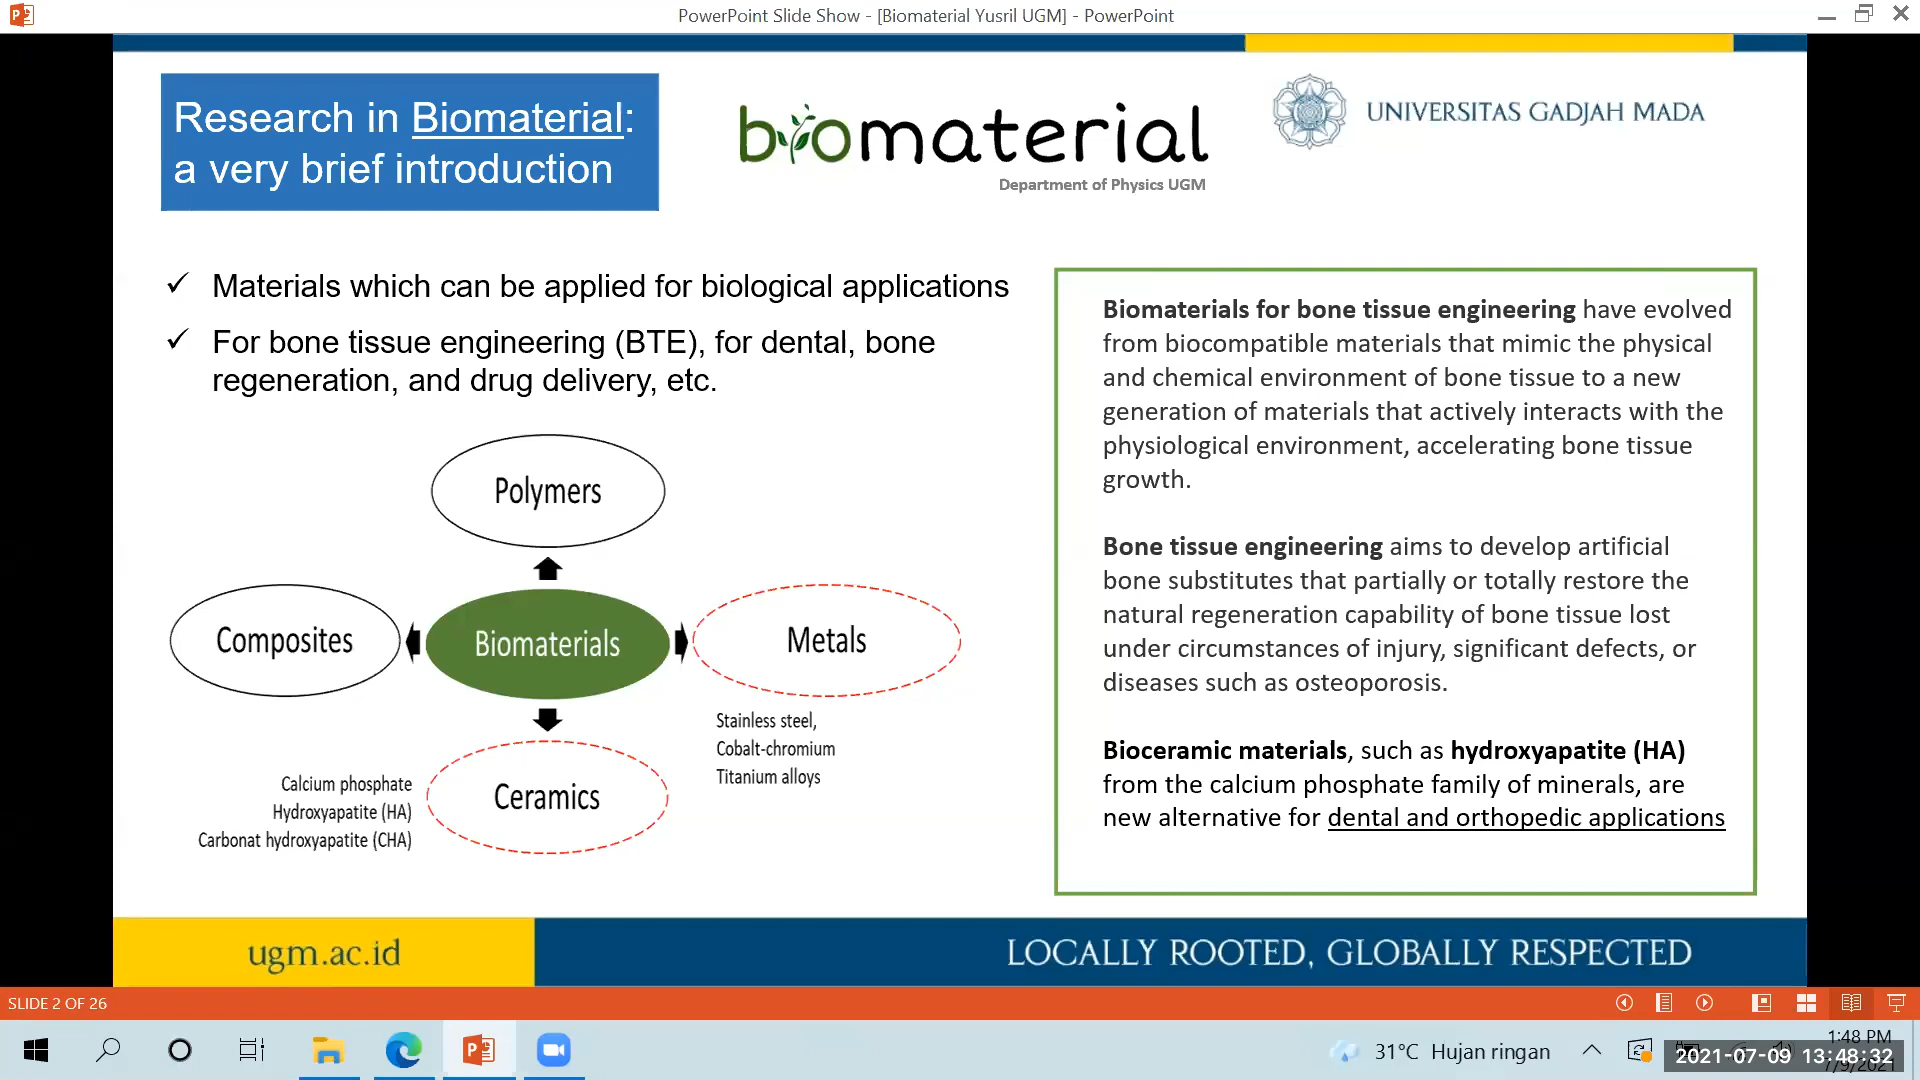 PowerPoint Slide Show - [Biomaterial Yusril UGM] - PowerPoint
Research in Biomaterial:
a very brief introduction
biomaterial
Department of Physics UGM
UNIVERSITAS GADJAH MADA
✓ Materials which can be applied for biological applications
✓ For bone tissue engineering (BTE), for dental, bone
regeneration, and drug delivery, etc.
Polymers
Composites
Biomaterials
Metals
Stainless steel,
Cobalt-chromium
Titanium alloys
Ceramics
Calcium phosphate
Hydroxyapatite (HA)
Carbonat hydroxyapatite (CHA)
Biomaterials for bone tissue engineering have evolved
from biocompatible materials that mimic the physical
and chemical environment of bone tissue to a new
generation of materials that actively interacts with the
physiological environment, accelerating bone tissue
growth.
Bone tissue engineering aims to develop artificial
bone substitutes that partially or totally restore the
natural regeneration capability of bone tissue lost
under circumstances of injury, significant defects, or
diseases such as osteoporosis.
Bioceramic materials, such as hydroxyapatite (HA)
from the calcium phosphate family of minerals, are
new alternative for dental and orthopedic applications
ugm.ac.id
LOCALLY ROOTED, GLOBALLY RESPECTED
SLIDE 2 OF 26
31°C Hujan ringan
1:48 PM
2021-07-09 13:48:32
7/9/2021